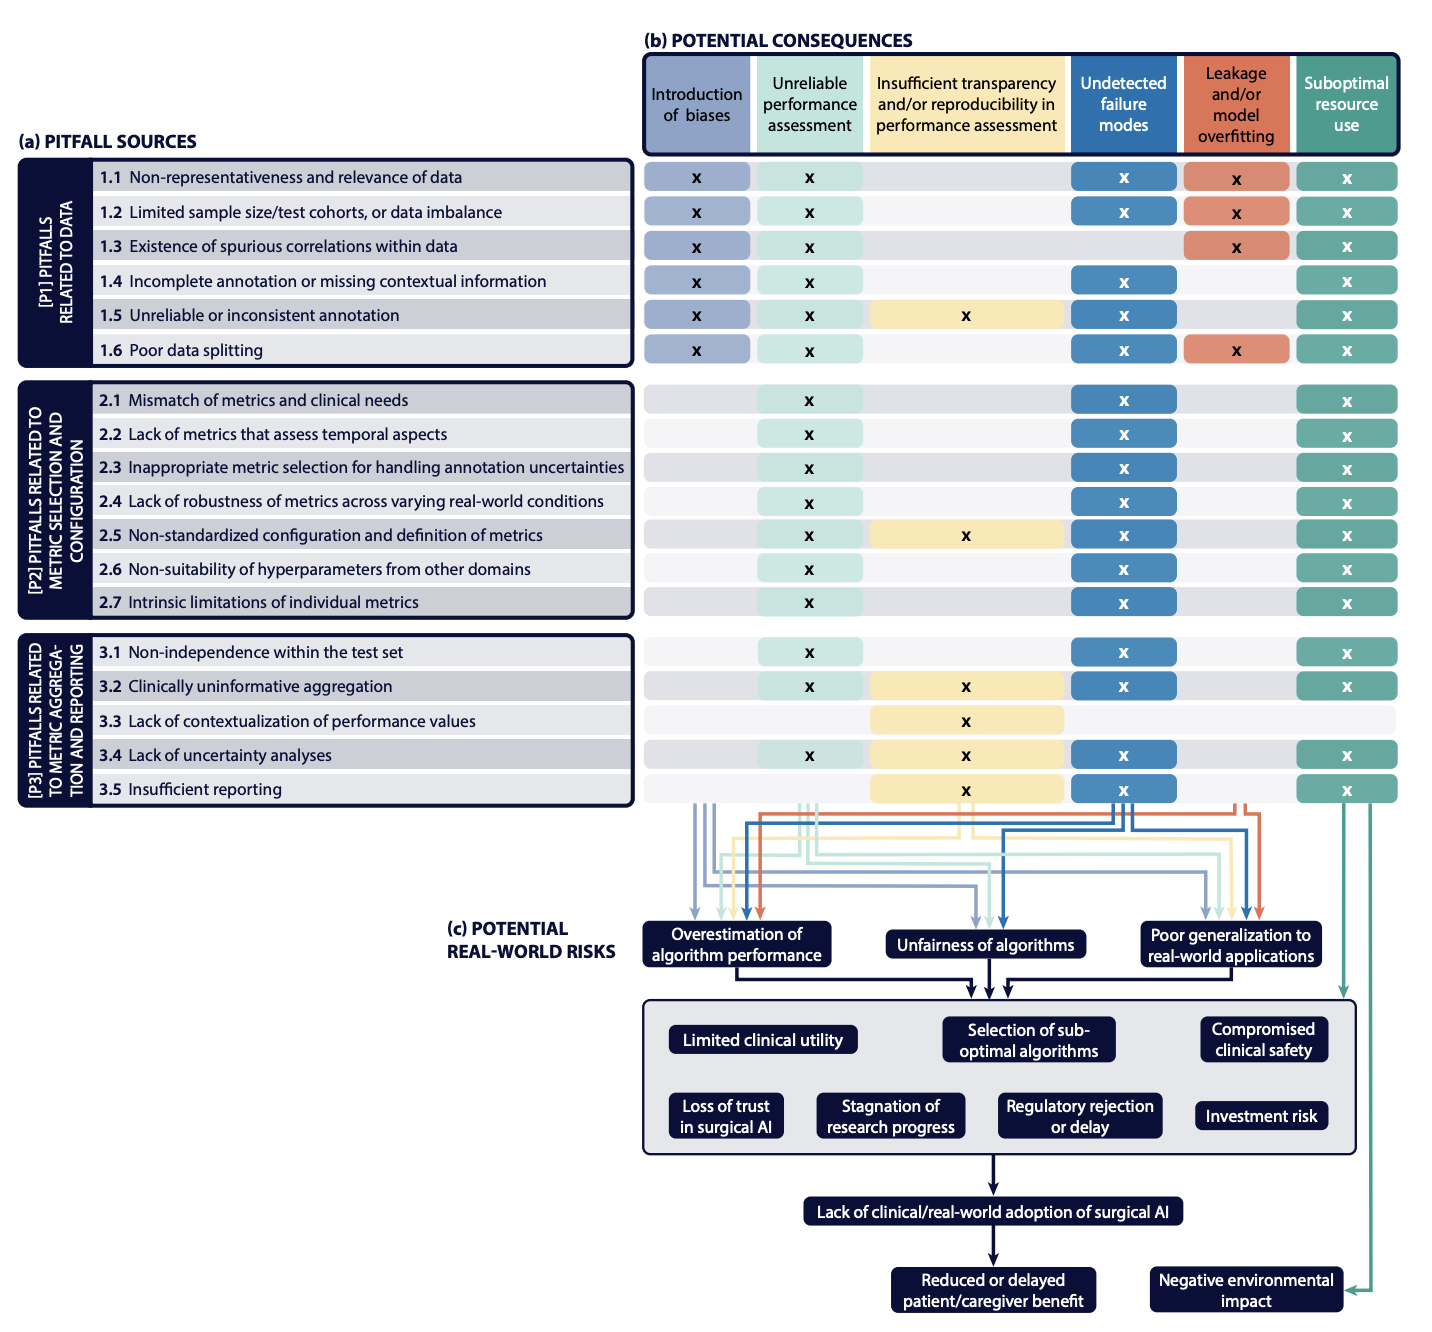 (b) POTENTIAL CONSEQUENCES
Introduction
of biases
Unreliable
performance
assessment
Insufficient transparency
and/or reproducibility in
performance assessment
Undetected
failure
modes
Leakage
and/or
model
overfitting
Suboptimal
resource
use
(a) PITFALL SOURCES
[P1] PITFALLS
RELATED TO DATA
1.1 Non-representativeness and relevance of data x x x x x
1.2 Limited sample size/test cohorts, or data imbalance x x x x x
1.3 Existence of spurious correlations within data x x x x
1.4 Incomplete annotation or missing contextual information x x x x
1.5 Unreliable or inconsistent annotation x x x x x
1.6 Poor data splitting x x x x x
[P2] PITFALLS RELATED TO
METRIC SELECTION AND
CONFIGURATION
2.1 Mismatch of metrics and clinical needs x x x
2.2 Lack of metrics that assess temporal aspects x x x
2.3 Inappropriate metric selection for handling annotation uncertainties x x x
2.4 Lack of robustness of metrics across varying real-world conditions x x x
2.5 Non-standardized configuration and definition of metrics x x x x
2.6 Non-suitability of hyperparameters from other domains x x x
2.7 Intrinsic limitations of individual metrics x x x
[P3] PITFALLS RELATED
TO METRIC AGGREGA-
TION AND REPORTING
3.1 Non-independence within the test set x x x
3.2 Clinically uninformative aggregation x x x x
3.3 Lack of contextualization of performance values x
3.4 Lack of uncertainty analyses x x x x
3.5 Insufficient reporting x x x
(c) POTENTIAL
REAL-WORLD RISKS
Overestimation of
algorithm performance
Unfairness of algorithms
Poor generalization to
real-world applications
Limited clinical utility
Selection of sub-
optimal algorithms
Compromised
clinical safety
Loss of trust
in surgical AI
Stagnation of
research progress
Regulatory rejection
or delay
Investment risk
Lack of clinical/real-world adoption of surgical AI
Reduced or delayed
patient/caregiver benefit
Negative environmental
impact